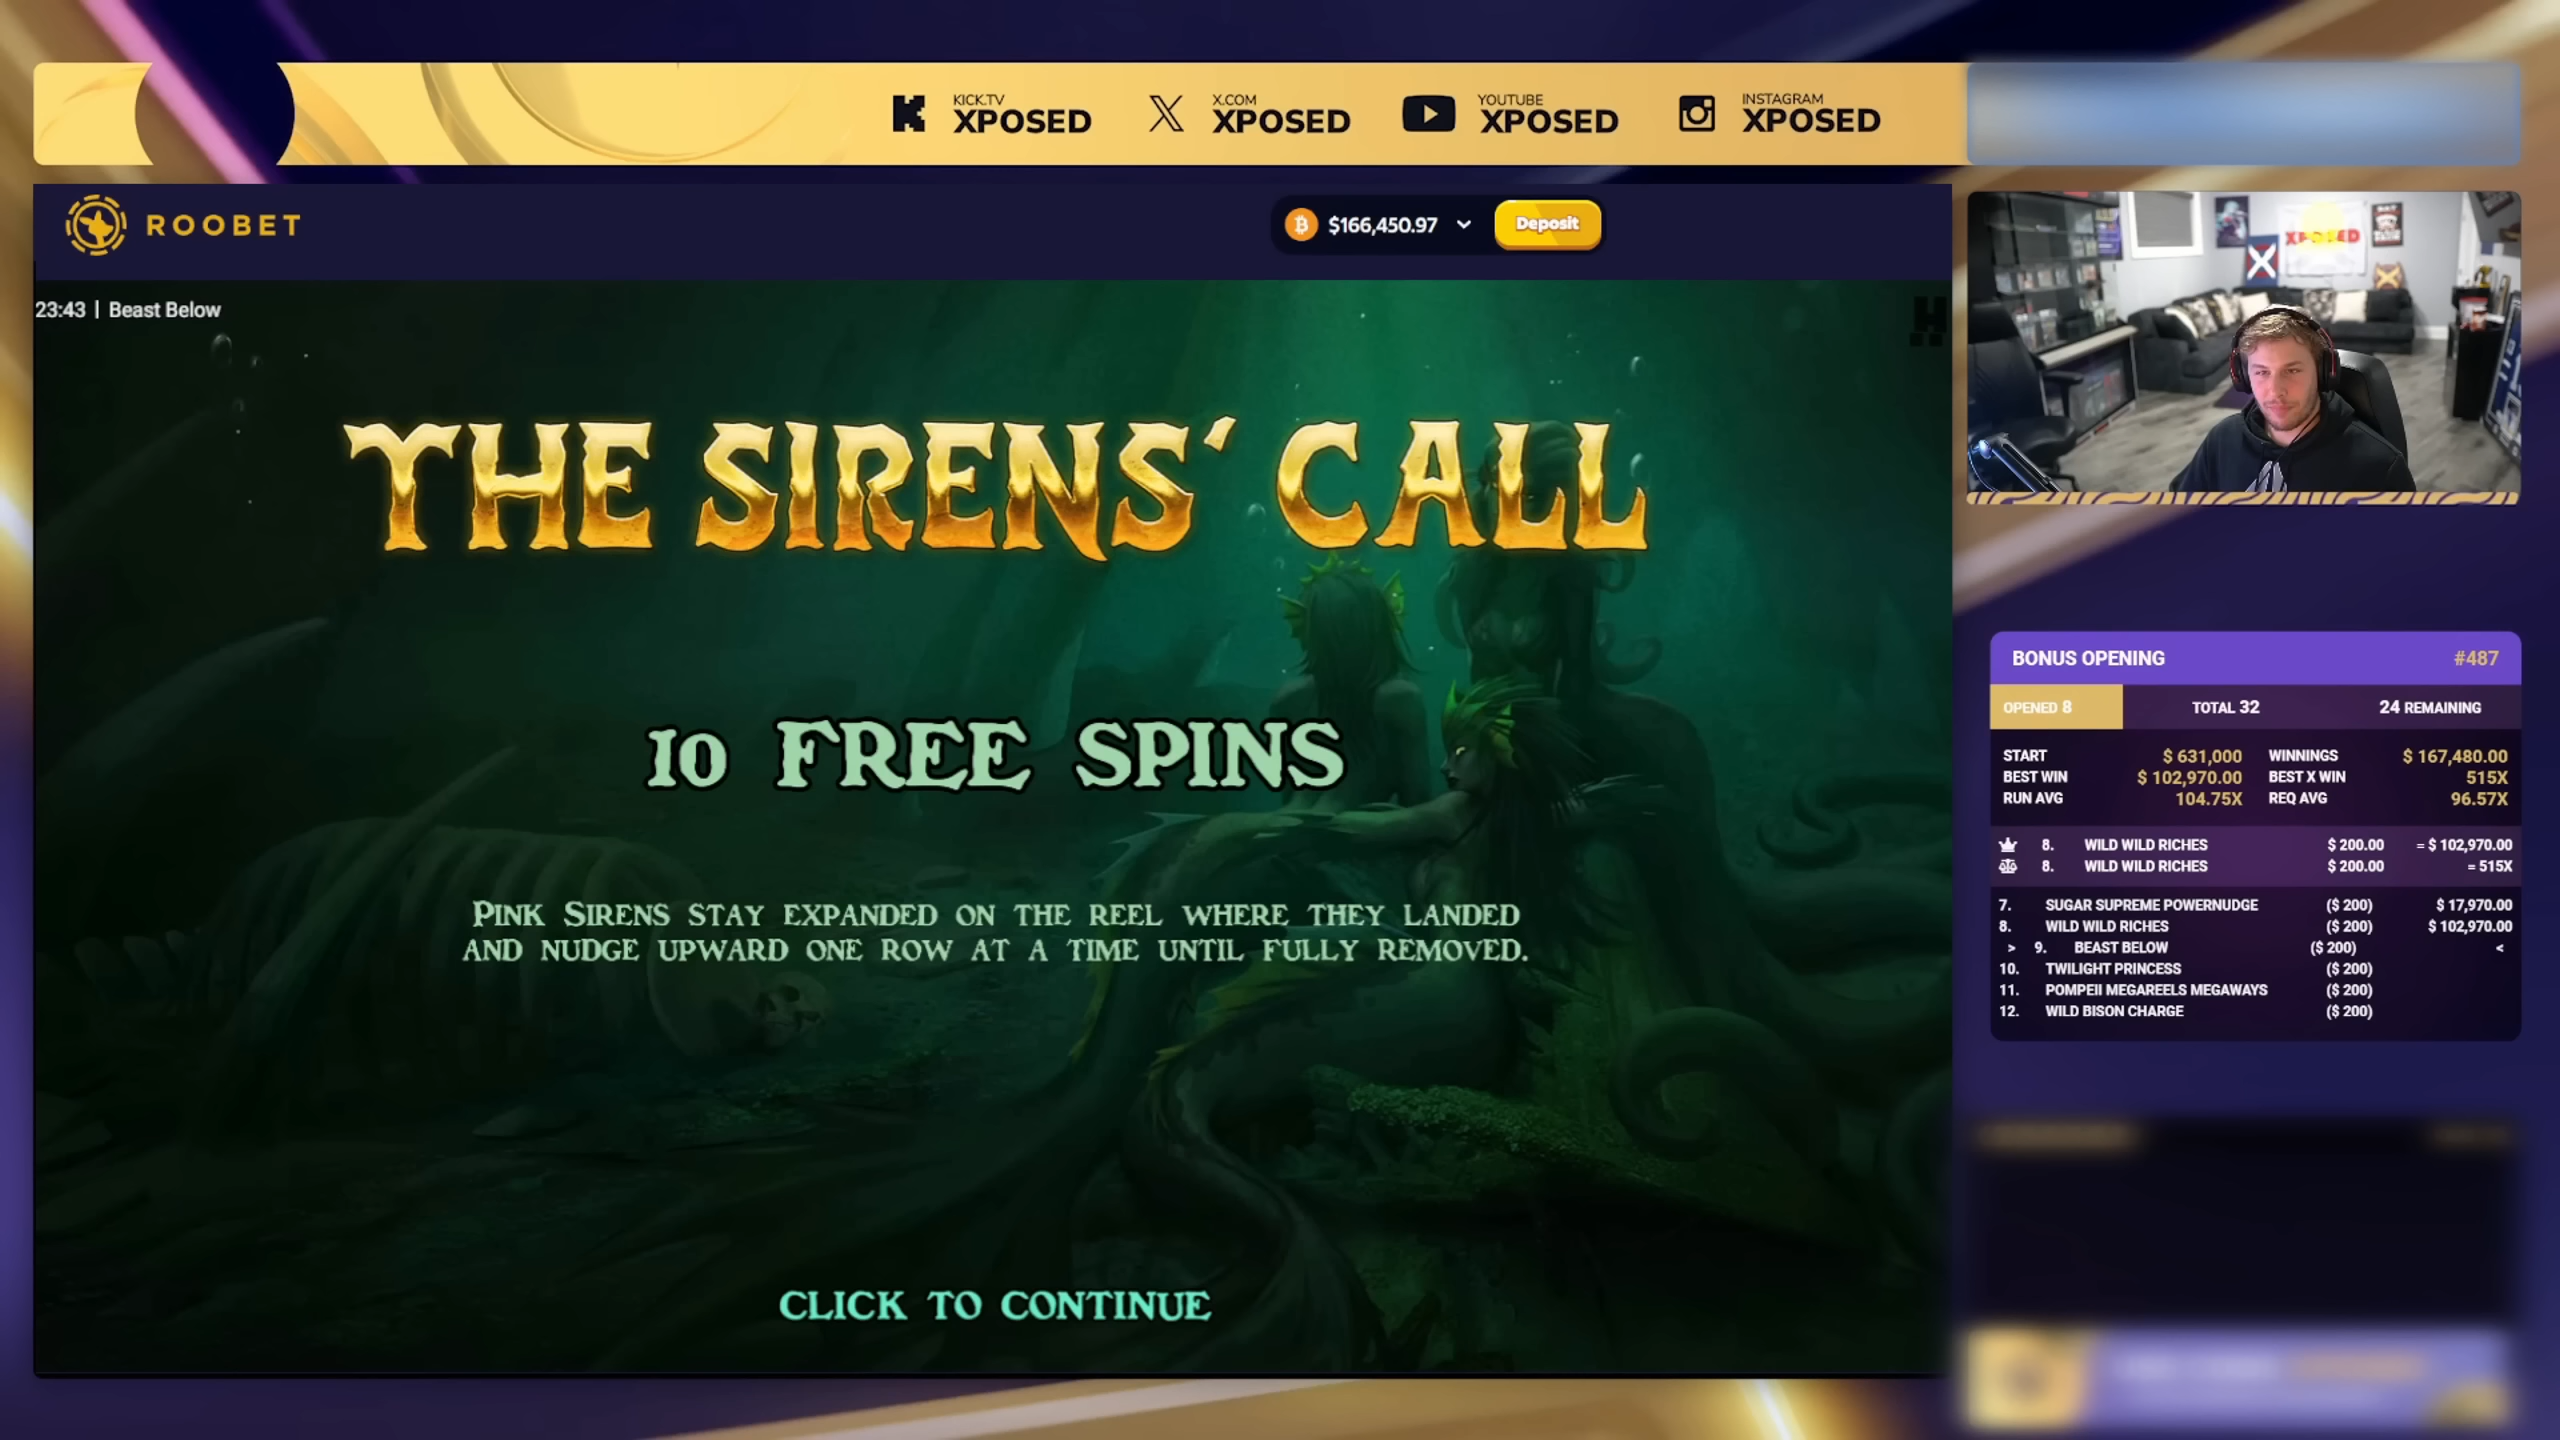 KICK.TV
XPOSED
X.COM
XPOSED
YOUTUBE
XPOSED
INSTAGRAM
XPOSED
ROOBET
$166,450.97
Deposit
23:43 | Beast Below
THE SIRENS' CALL
10 FREE SPINS
PINK SIRENS STAY EXPANDED ON THE REEL WHERE THEY LANDED
AND NUDGE UPWARD ONE ROW AT A TIME UNTIL FULLY REMOVED.
CLICK TO CONTINUE
XPOSED
BONUS OPENING #487
OPENED 8 TOTAL 32 24 REMAINING
START $ 631,000 WINNINGS $ 167,480.00
BEST WIN $ 102,970.00 BEST X WIN 515X
RUN AVG 104.75X REQ AVG 96.57X
8. WILD WILD RICHES $ 200.00 = $ 102,970.00
8. WILD WILD RICHES $ 200.00 = 515X
7. SUGAR SUPREME POWERNUDGE ($ 200) $ 17,970.00
8. WILD WILD RICHES ($ 200) $ 102,970.00
> 9. BEAST BELOW ($ 200) <
10. TWILIGHT PRINCESS ($ 200)
11. POMPEII MEGAREELS MEGAWAYS ($ 200)
12. WILD BISON CHARGE ($ 200)